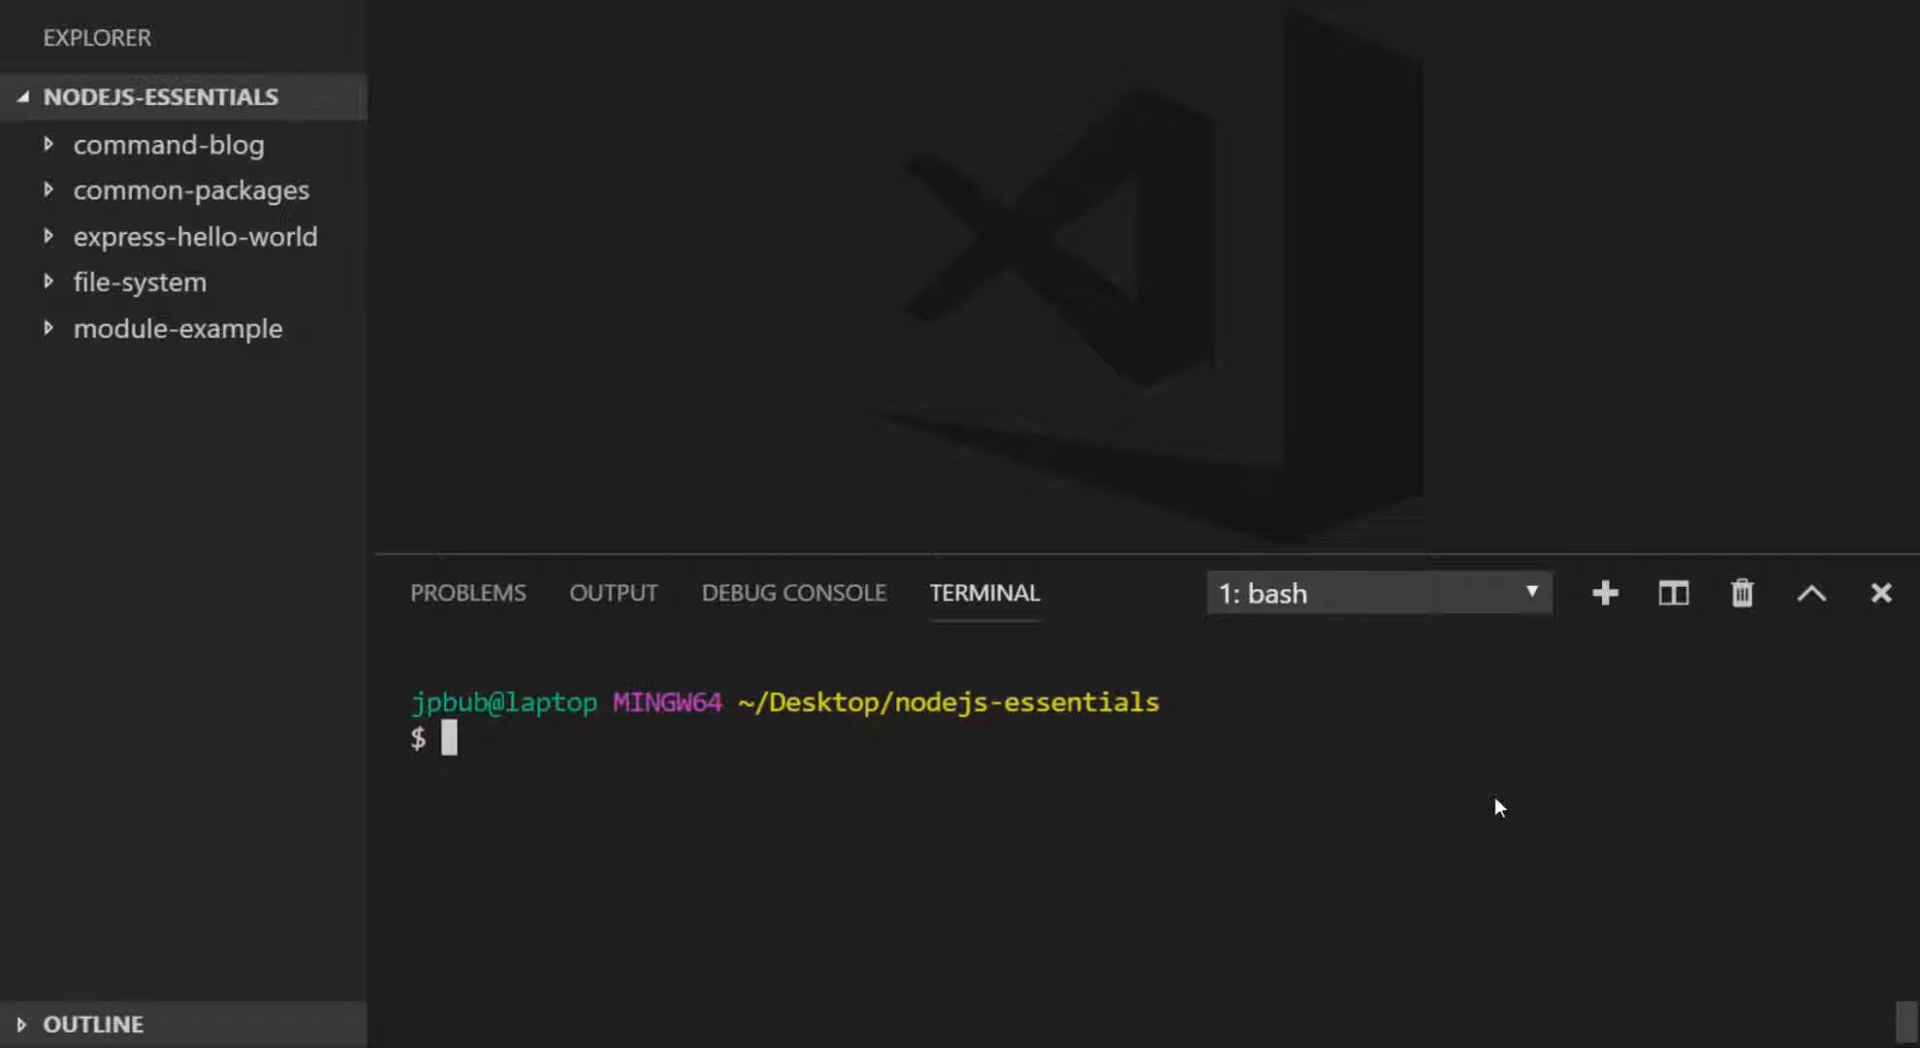 EXPLORER
NODEJS-ESSENTIALS
command-blog
common-packages
express-hello-world
file-system
module-example
PROBLEMS OUTPUT DEBUG CONSOLE TERMINAL 1: bash
jpbub@laptop MINGW64 ~/Desktop/nodejs-essentials
$
OUTLINE